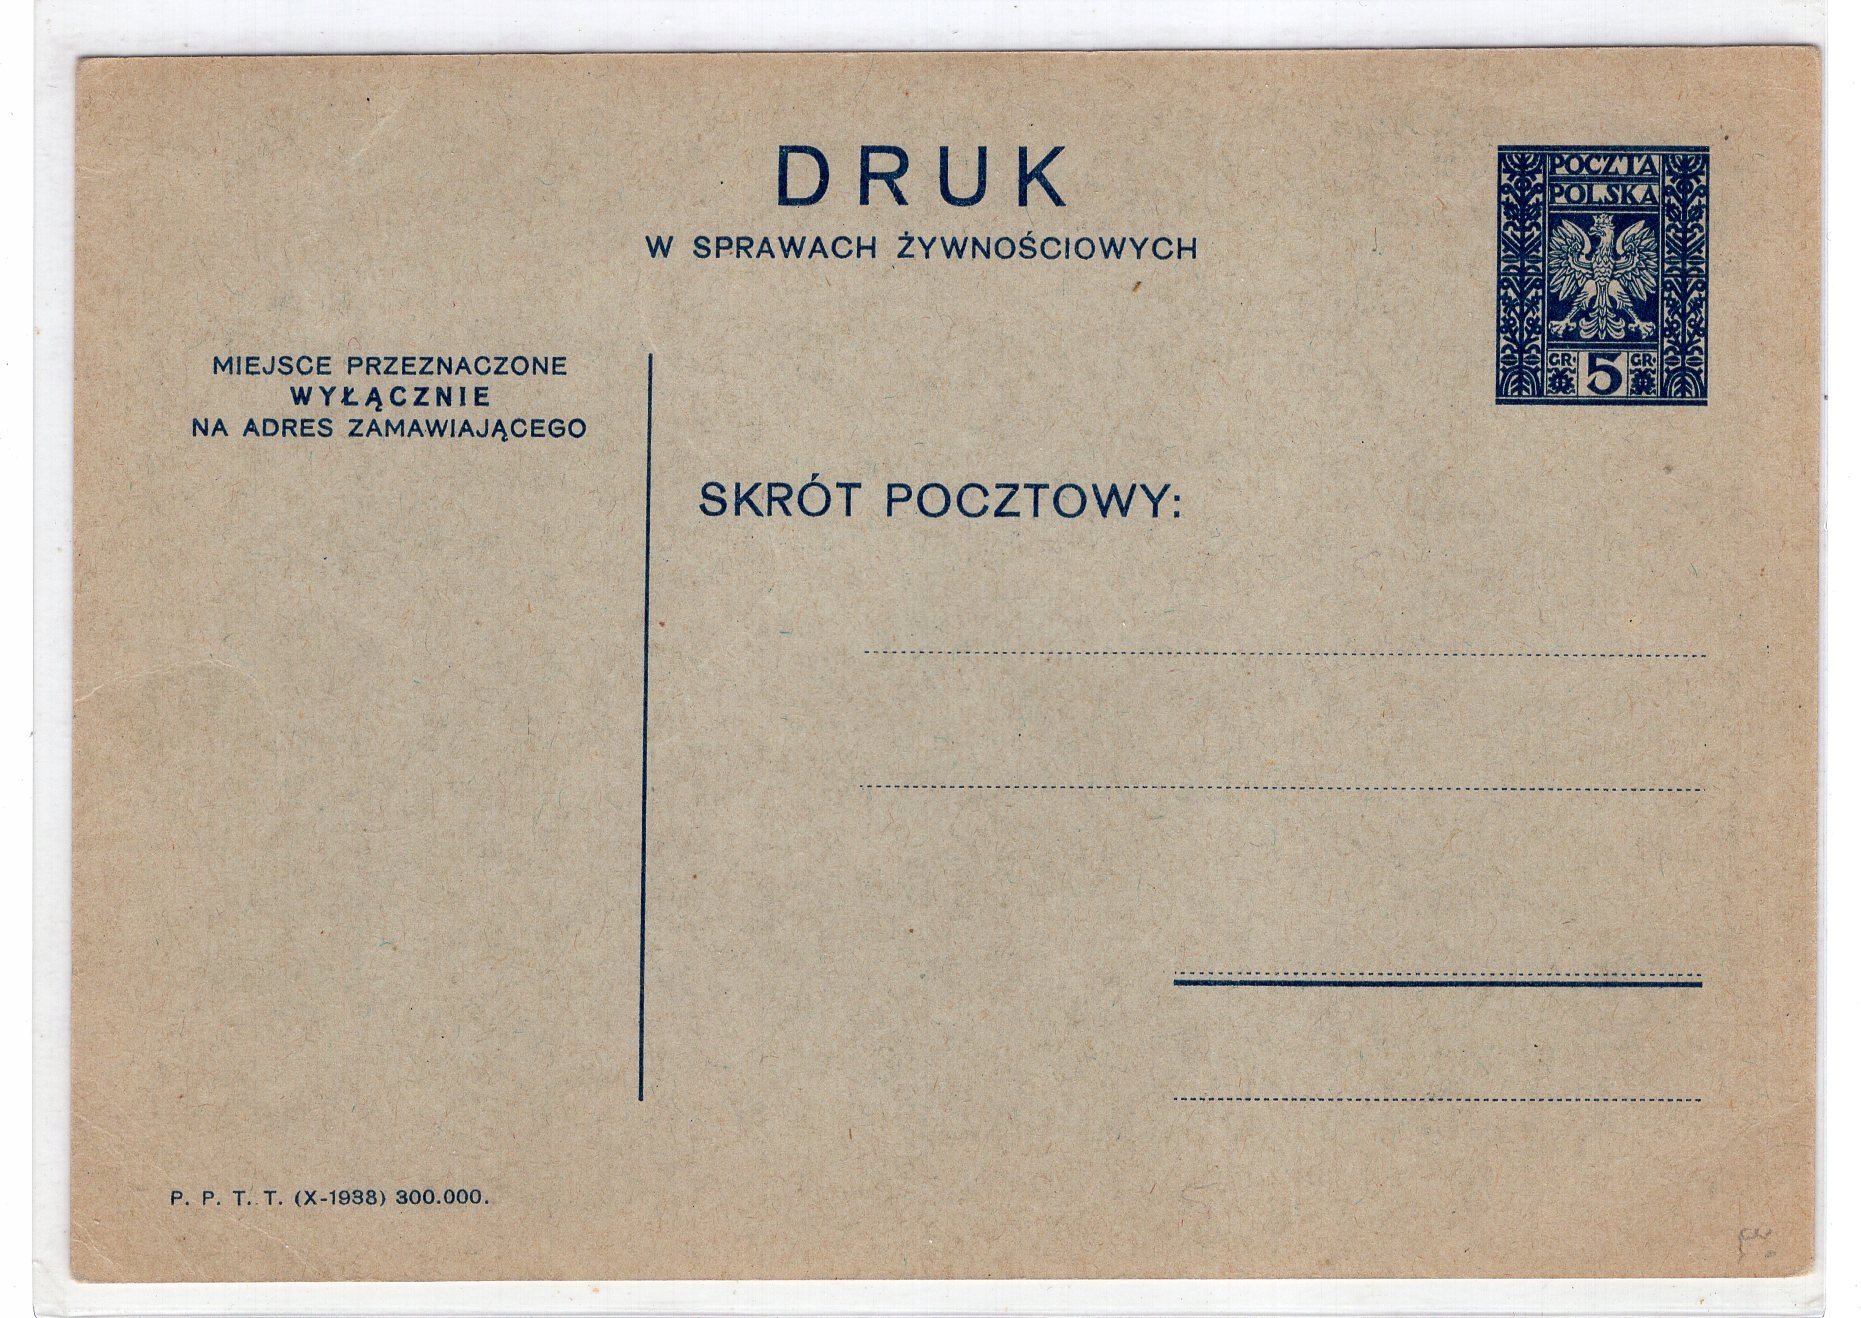 DRUK
W SPRAWACH ŻYWNOŚCIOWYCH
POCZTA
POLSKA
GR. 5 GR.
MIEJSCE PRZEZNACZONE
WYŁĄCZNIE
NA ADRES ZAMAWIAJĄCEGO
SKRÓT POCZTOWY:
P. P. T. T. (X-1938) 300.000.